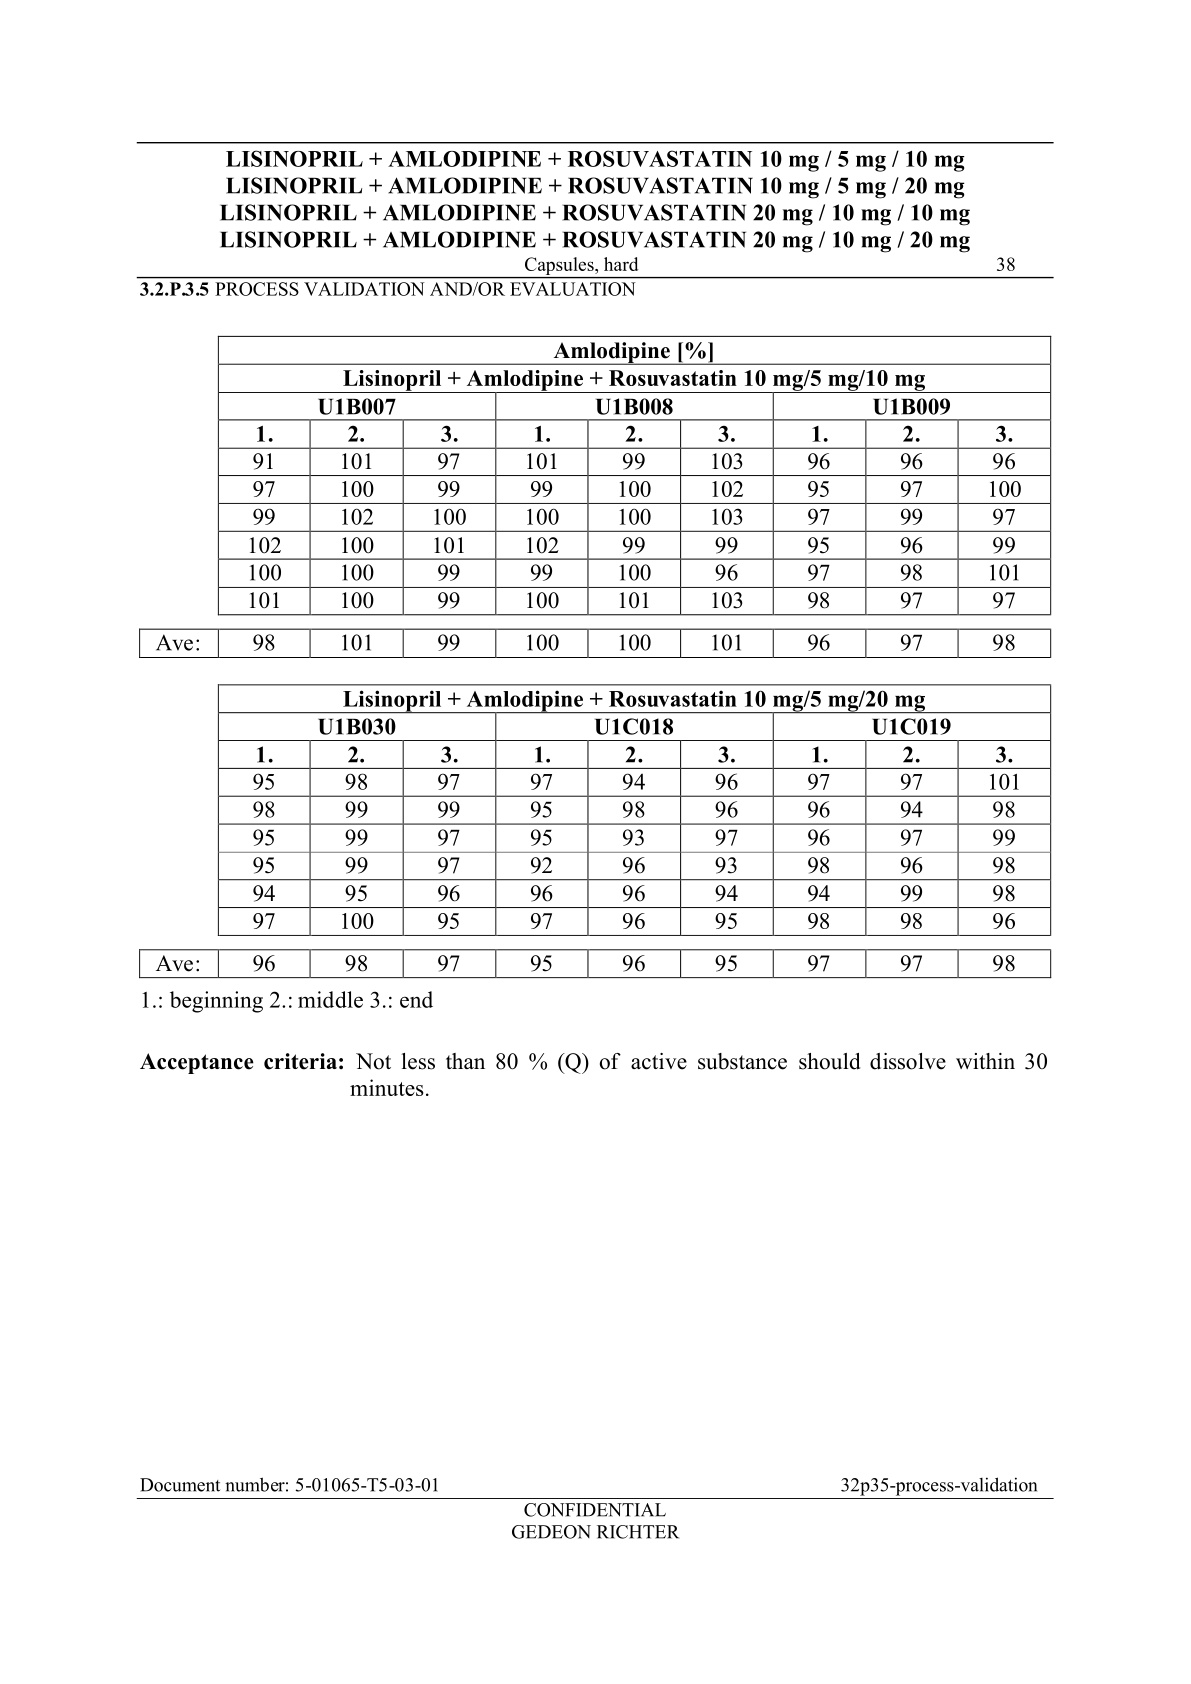 LISINOPRIL + AMLODIPINE + ROSUVASTATIN 10 mg / 5 mg / 10 mg
LISINOPRIL + AMLODIPINE + ROSUVASTATIN 10 mg / 5 mg / 20 mg
LISINOPRIL + AMLODIPINE + ROSUVASTATIN 20 mg / 10 mg / 10 mg
LISINOPRIL + AMLODIPINE + ROSUVASTATIN 20 mg / 10 mg / 20 mg
Capsules, hard 38
3.2.P.3.5 PROCESS VALIDATION AND/OR EVALUATION
Amlodipine [%]
Lisinopril + Amlodipine + Rosuvastatin 10 mg/5 mg/10 mg
U1B007 U1B008 U1B009
1. 2. 3. 1. 2. 3. 1. 2. 3.
91 101 97 101 99 103 96 96 96
97 100 99 99 100 102 95 97 100
99 102 100 100 100 103 97 99 97
102 100 101 102 99 99 95 96 99
100 100 99 99 100 96 97 98 101
101 100 99 100 101 103 98 97 97
Ave: 98 101 99 100 100 101 96 97 98
Lisinopril + Amlodipine + Rosuvastatin 10 mg/5 mg/20 mg
U1B030 U1C018 U1C019
1. 2. 3. 1. 2. 3. 1. 2. 3.
95 98 97 97 94 96 97 97 101
98 99 99 95 98 96 96 94 98
95 99 97 95 93 97 96 97 99
95 99 97 92 96 93 98 96 98
94 95 96 96 96 94 94 99 98
97 100 95 97 96 95 98 98 96
Ave: 96 98 97 95 96 95 97 97 98
1.: beginning 2.: middle 3.: end
Acceptance criteria: Not less than 80 % (Q) of active substance should dissolve within 30
minutes.
Document number: 5-01065-T5-03-01 32p35-process-validation
CONFIDENTIAL
GEDEON RICHTER